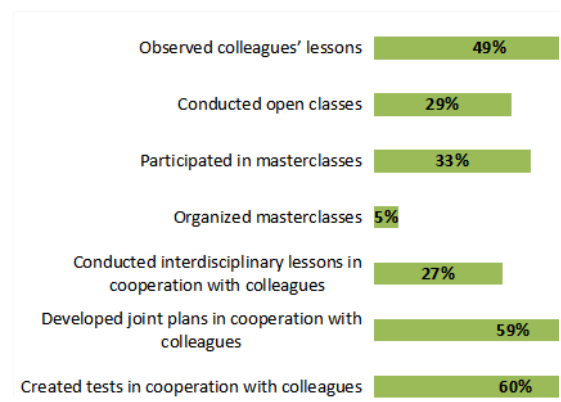 Observed colleagues' lessons 49%
Conducted open classes 29%
Participated in masterclasses 33%
Organized masterclasses 5%
Conducted interdisciplinary lessons in
cooperation with colleagues 27%
Developed joint plans in cooperation with
colleagues 59%
Created tests in cooperation with colleagues 60%